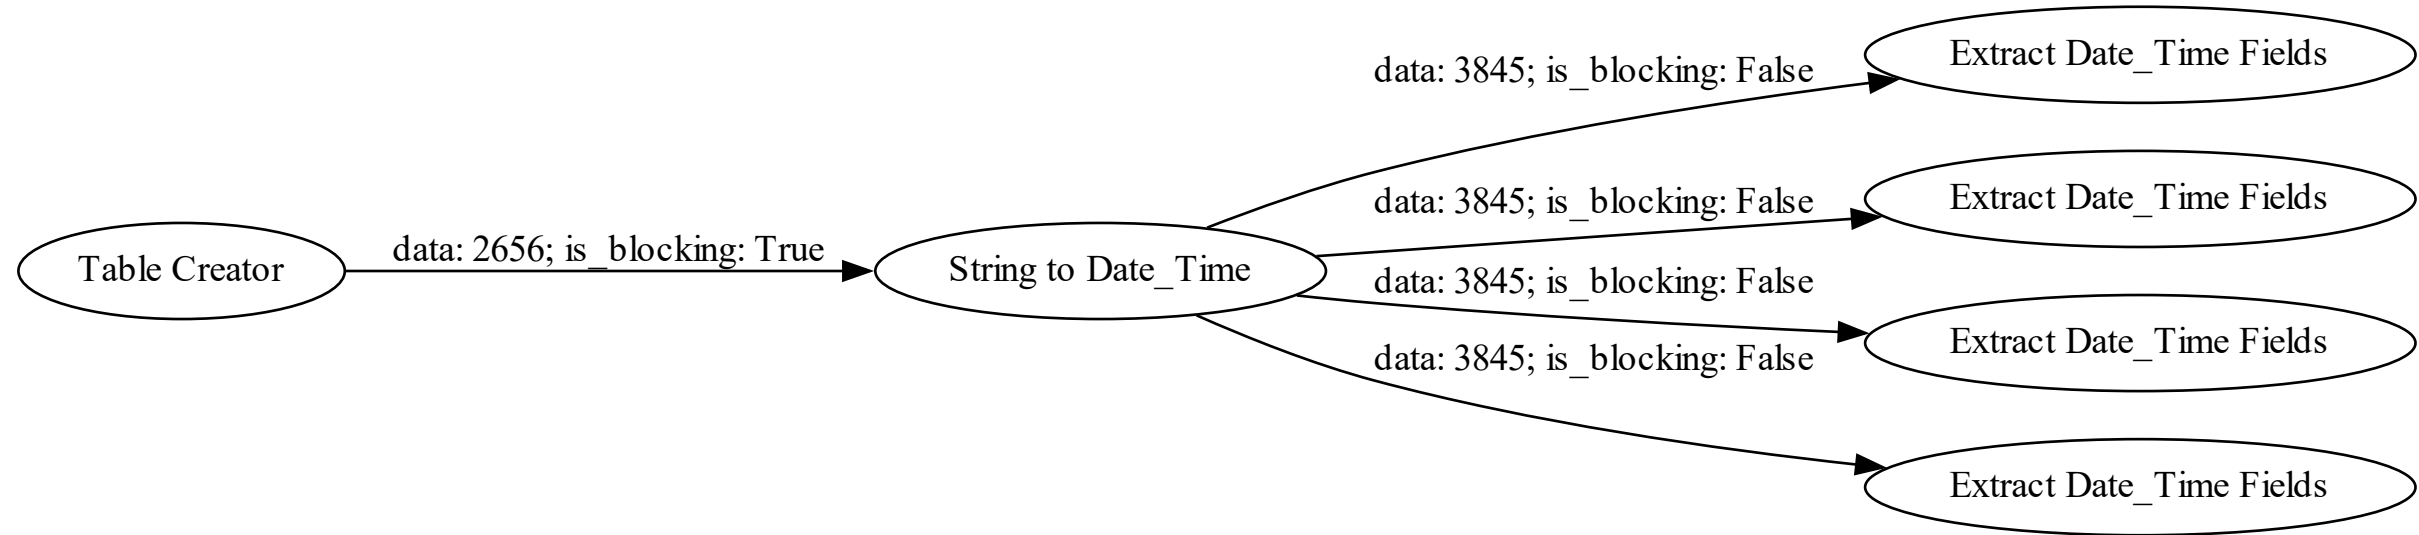 Table Creator
data: 2656; is_blocking: True
String to Date_Time
data: 3845; is_blocking: False
Extract Date_Time Fields
data: 3845; is_blocking: False
Extract Date_Time Fields
data: 3845; is_blocking: False
Extract Date_Time Fields
data: 3845; is_blocking: False
Extract Date_Time Fields